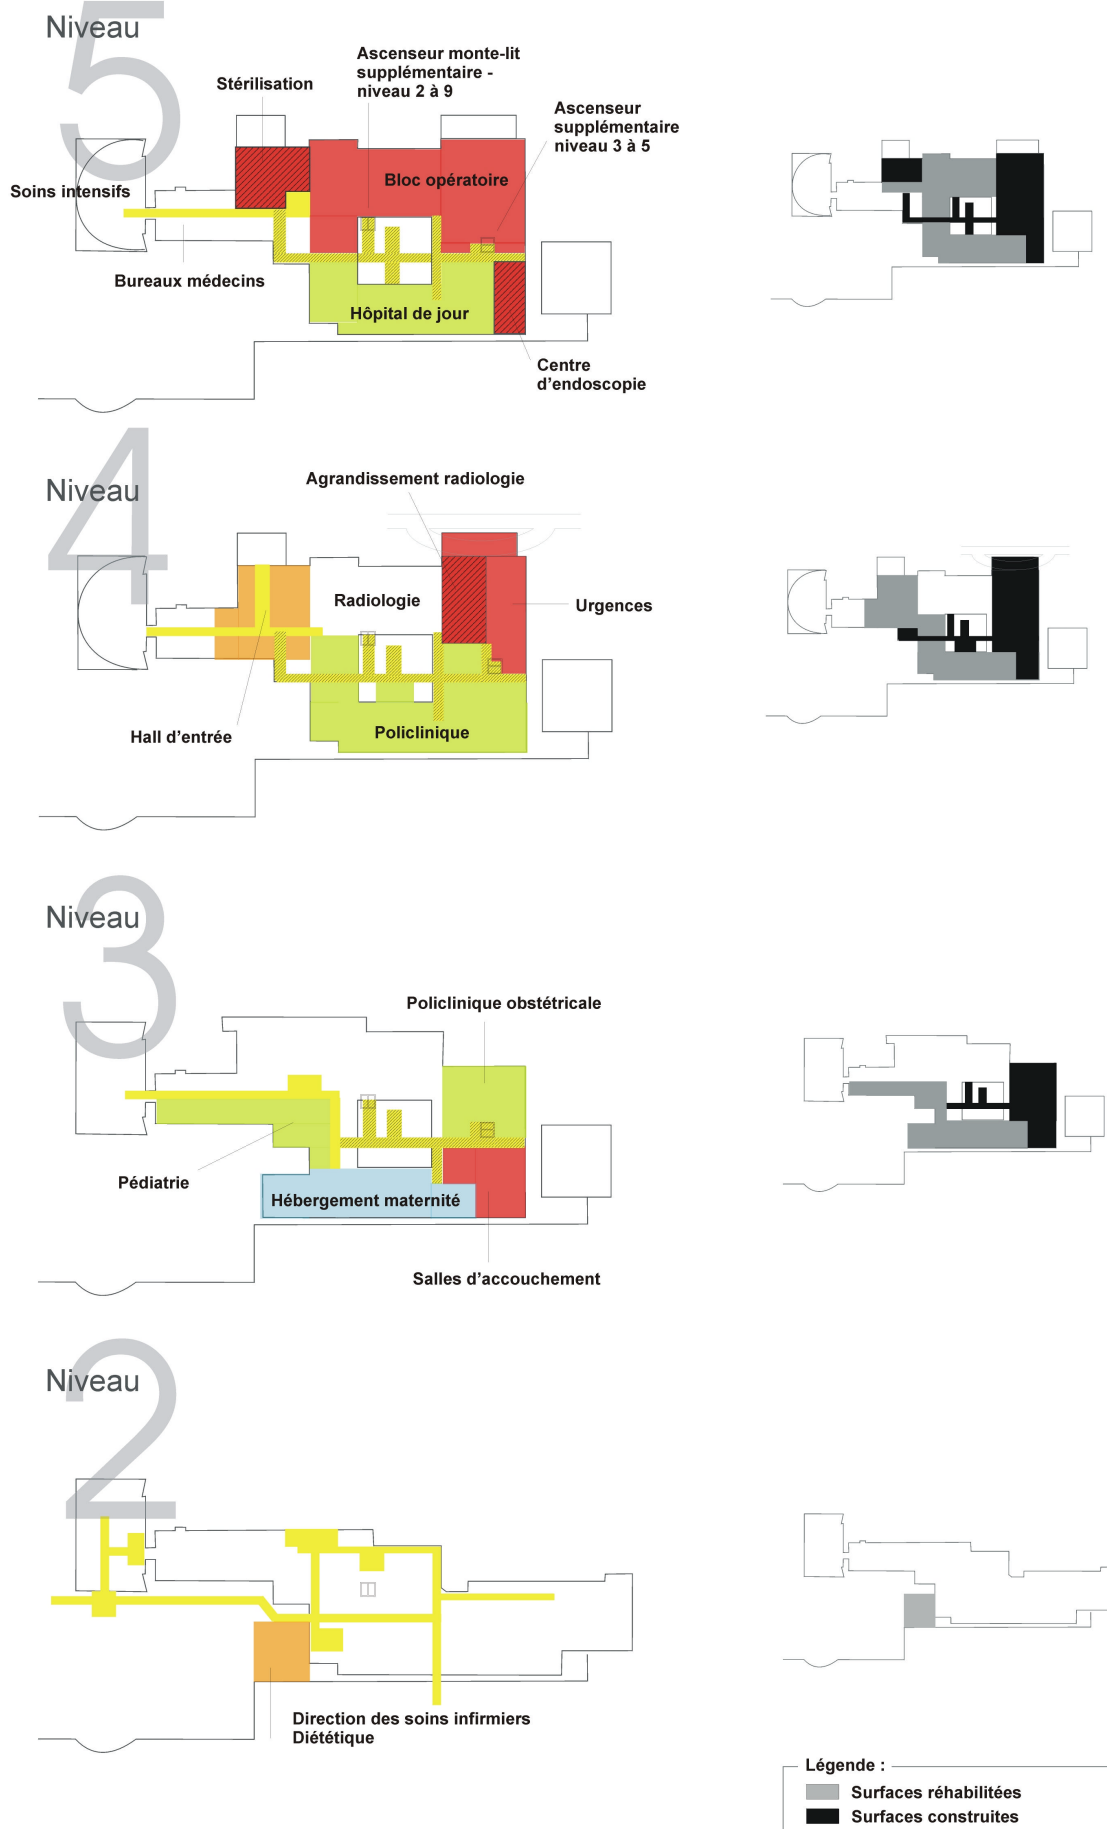 Niveau
5
Ascenseur monte-lit
supplémentaire -
niveau 2 à 9
Stérilisation
Ascenseur
supplémentaire
niveau 3 à 5
Soins intensifs
Bloc opératoire
Bureaux médecins
Hôpital de jour
Centre
d'endoscopie
Niveau
4
Agrandissement radiologie
Radiologie
Urgences
Hall d'entrée
Policlinique
Niveau
3
Policlinique obstétricale
Pédiatrie
Hébergement maternité
Salles d'accouchement
Niveau
2
Direction des soins infirmiers
Diététique
Légende :
Surfaces réhabilitées
Surfaces construites